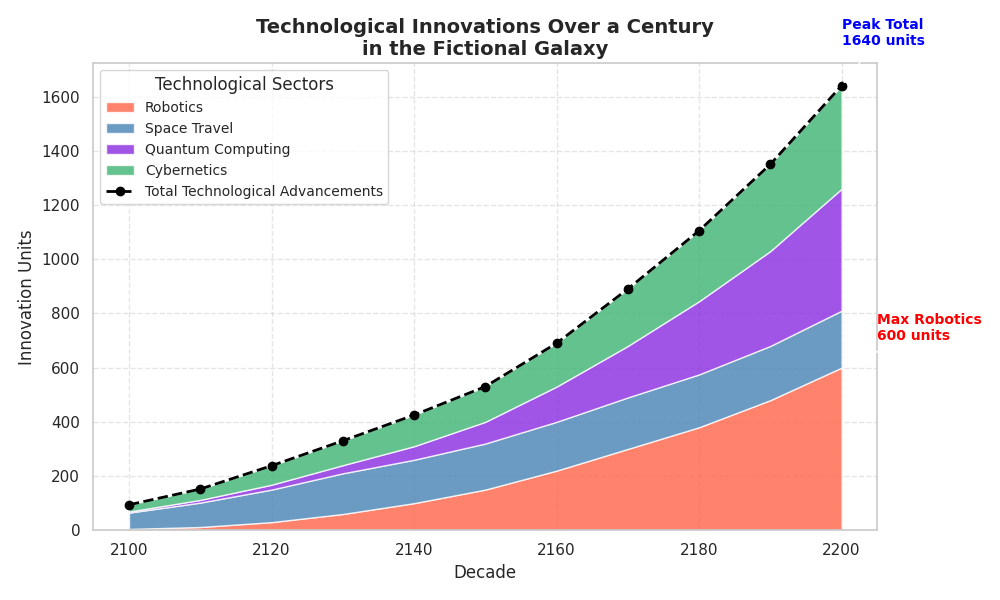 Technological Innovations Over a Century
in the Fictional Galaxy
Peak Total
1640 units
Technological Sectors
Robotics
Space Travel
Quantum Computing
Cybernetics
Total Technological Advancements
Innovation Units
1600
1400
1200
1000
800
600
400
200
0
Max Robotics
600 units
2100
2120
2140
2160
2180
2200
Decade